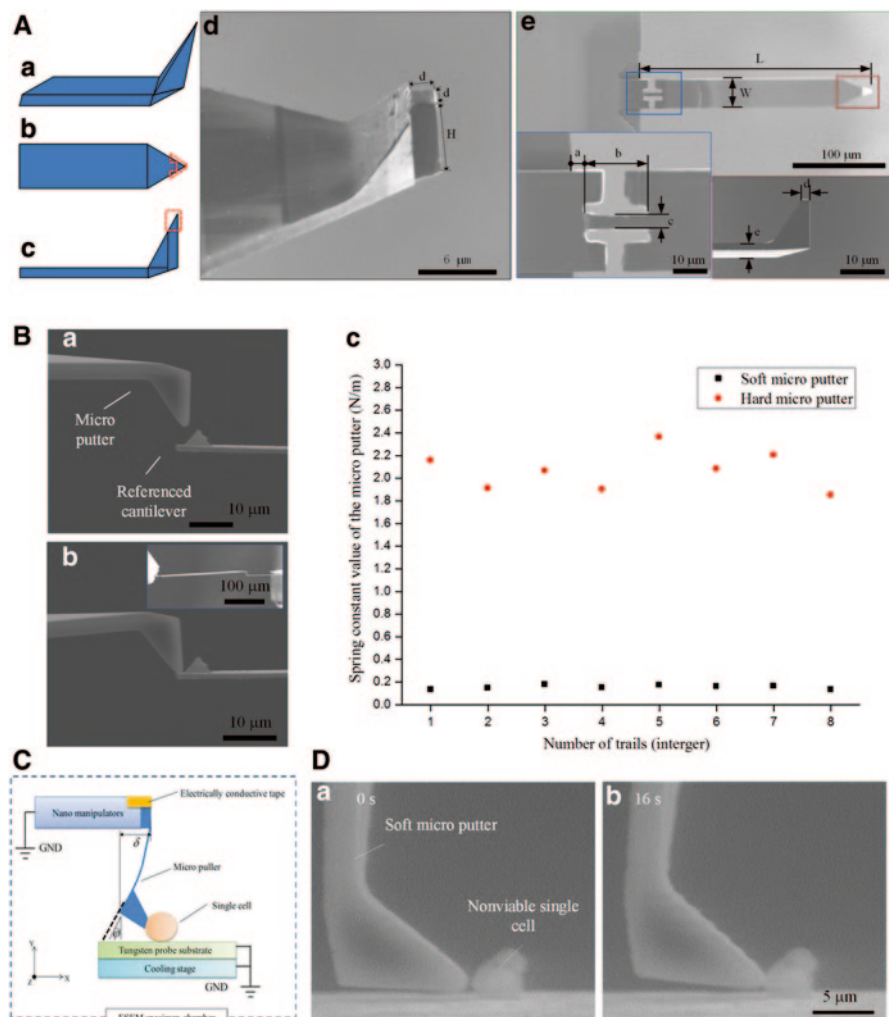 A
a
b
c
d
d
d
H
6 μm
e
L
W
100 μm
a
b
c
10 μm
d
e
10 μm
B
a
Micro
putter
Referenced
cantilever
10 μm
b
100 μm
10 μm
c
Spring constant value of the micro putter (N/m)
3.0
2.8
2.6
2.4
2.2
2.0
1.8
1.6
1.4
1.2
1.0
0.8
0.6
0.4
0.2
0.0
1 2 3 4 5 6 7 8
Number of trails (interger)
Soft micro putter
Hard micro putter
C
Electrically conductive tape
Nano manipulators
GND
δ
Micro puller
Single cell
φ
Tungsten probe substrate
Cooling stage
GND
Y
Z
X
D
a
0 s
Soft micro putter
Nonviable single
cell
b
16 s
5 μm